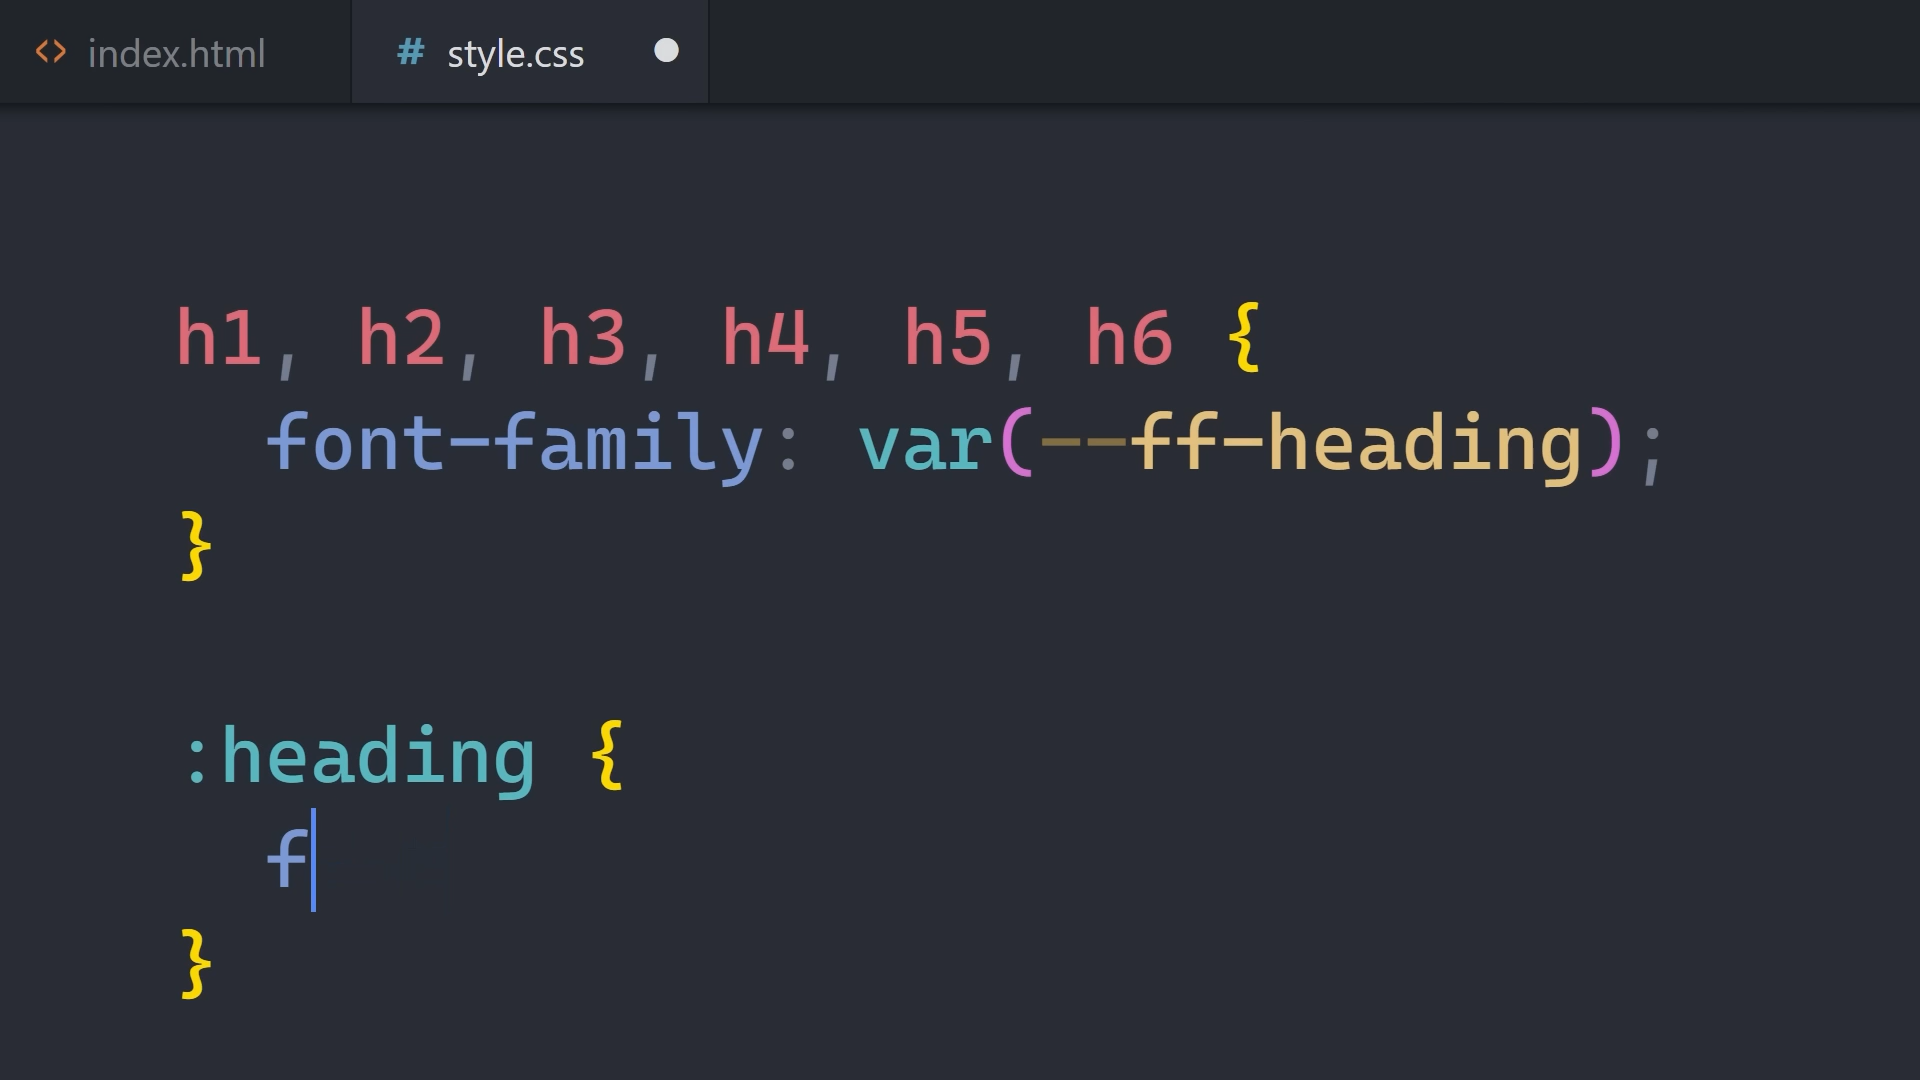 index.html
# style.css
h1, h2, h3, h4, h5, h6 {
font-family: var(--ff-heading);
}
:heading {
f
}